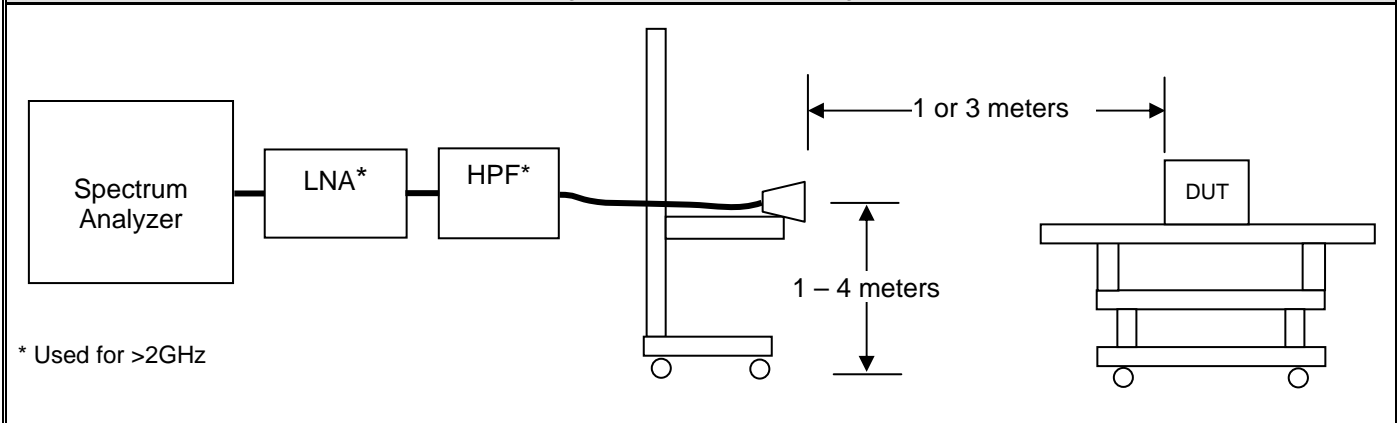 Spectrum
Analyzer
LNA*
HPF*
1 or 3 meters
DUT
1 – 4 meters
* Used for >2GHz